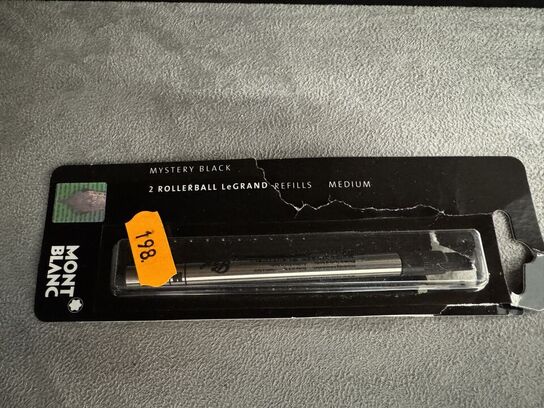 MYSTERY BLACK
2 ROLLERBALL LeGRAND REFILLS MEDIUM
198.
MONT
BLANC